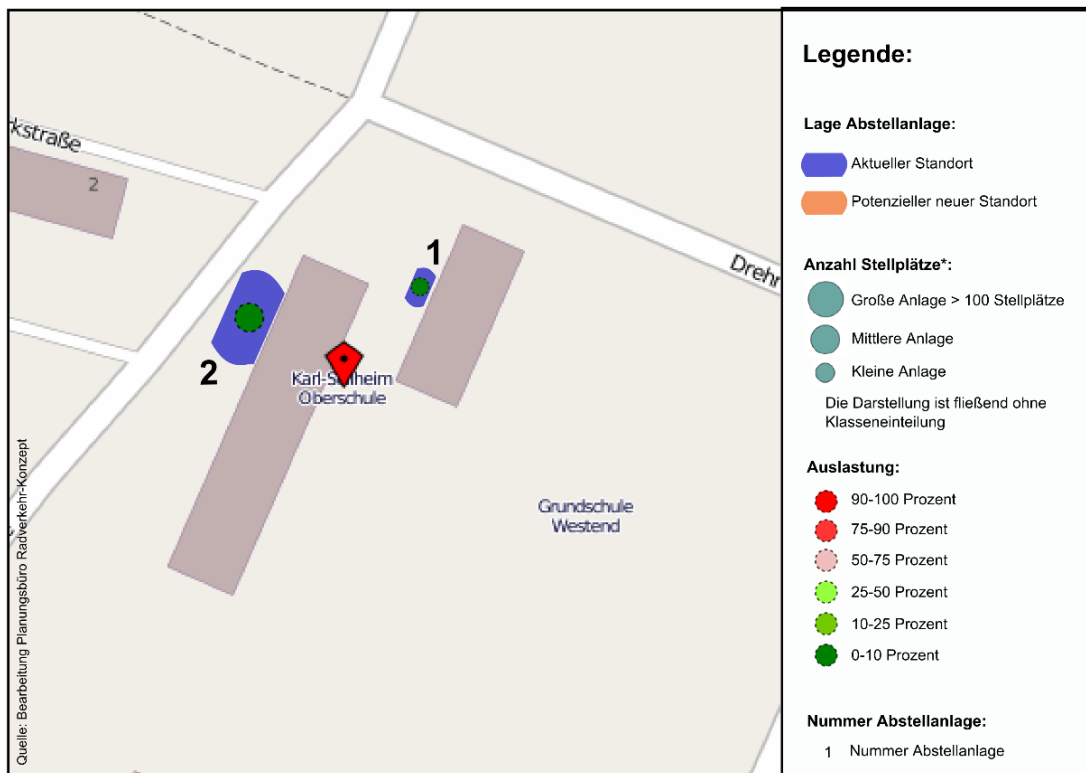 rkstraße
2
1
2
Drehr
Karl-Sellheim
Oberschule
Grundschule
Westend
Quelle: Bearbeitung Planungsbüro Radverkehr-Konzept
Legende:
Lage Abstellanlage:
Aktueller Standort
Potenzieller neuer Standort
Anzahl Stellplätze*:
Große Anlage > 100 Stellplätze
Mittlere Anlage
Kleine Anlage
Die Darstellung ist fließend ohne
Klasseneinteilung
Auslastung:
90-100 Prozent
75-90 Prozent
50-75 Prozent
25-50 Prozent
10-25 Prozent
0-10 Prozent
Nummer Abstellanlage:
1 Nummer Abstellanlage